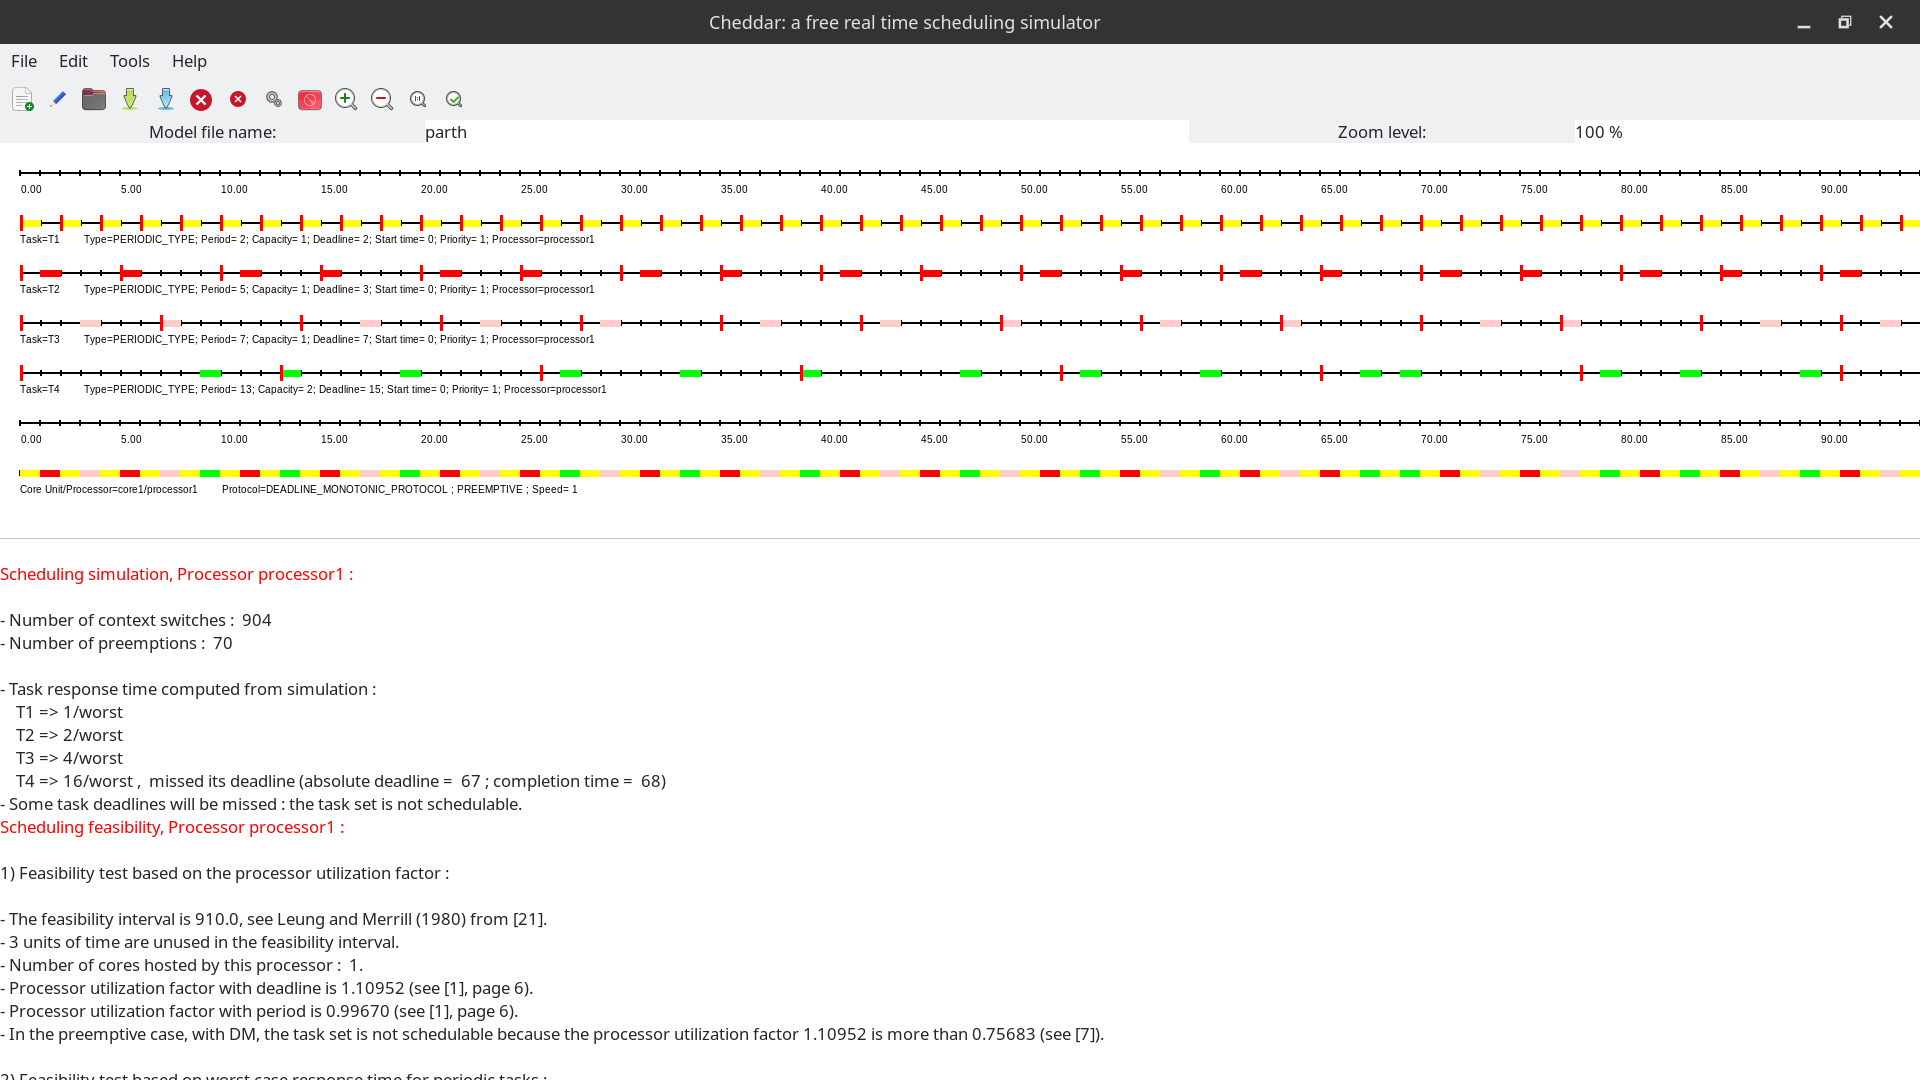 Cheddar: a free real time scheduling simulator
File Edit Tools Help
Model file name: parth Zoom level: 100 %
0.00 5.00 10.00 15.00 20.00 25.00 30.00 35.00 40.00 45.00 50.00 55.00 60.00 65.00 70.00 75.00 80.00 85.00 90.00
Task=T1 Type=PERIODIC_TYPE; Period= 2; Capacity= 1; Deadline= 2; Start time= 0; Priority= 1; Processor=processor1
Task=T2 Type=PERIODIC_TYPE; Period= 5; Capacity= 1; Deadline= 3; Start time= 0; Priority= 1; Processor=processor1
Task=T3 Type=PERIODIC_TYPE; Period= 7; Capacity= 1; Deadline= 7; Start time= 0; Priority= 1; Processor=processor1
Task=T4 Type=PERIODIC_TYPE; Period= 13; Capacity= 2; Deadline= 15; Start time= 0; Priority= 1; Processor=processor1
0.00 5.00 10.00 15.00 20.00 25.00 30.00 35.00 40.00 45.00 50.00 55.00 60.00 65.00 70.00 75.00 80.00 85.00 90.00
Core Unit/Processor=core1/processor1 Protocol=DEADLINE_MONOTONIC_PROTOCOL ; PREEMPTIVE ; Speed= 1
Scheduling simulation, Processor processor1 :
- Number of context switches : 904
- Number of preemptions : 70
- Task response time computed from simulation :
T1 => 1/worst
T2 => 2/worst
T3 => 4/worst
T4 => 16/worst , missed its deadline (absolute deadline = 67 ; completion time = 68)
- Some task deadlines will be missed : the task set is not schedulable.
Scheduling feasibility, Processor processor1 :
1) Feasibility test based on the processor utilization factor :
- The feasibility interval is 910.0, see Leung and Merrill (1980) from [21].
- 3 units of time are unused in the feasibility interval.
- Number of cores hosted by this processor : 1.
- Processor utilization factor with deadline is 1.10952 (see [1], page 6).
- Processor utilization factor with period is 0.99670 (see [1], page 6).
- In the preemptive case, with DM, the task set is not schedulable because the processor utilization factor 1.10952 is more than 0.75683 (see [7]).
2) Feasibility test based on worst case response time for periodic tasks :